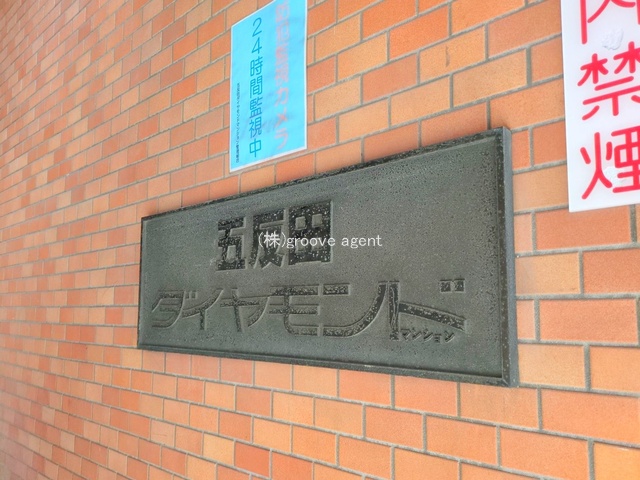 24時間監視中
内禁煙
五反田
ダイヤモンド
マンション
(株)groove agent